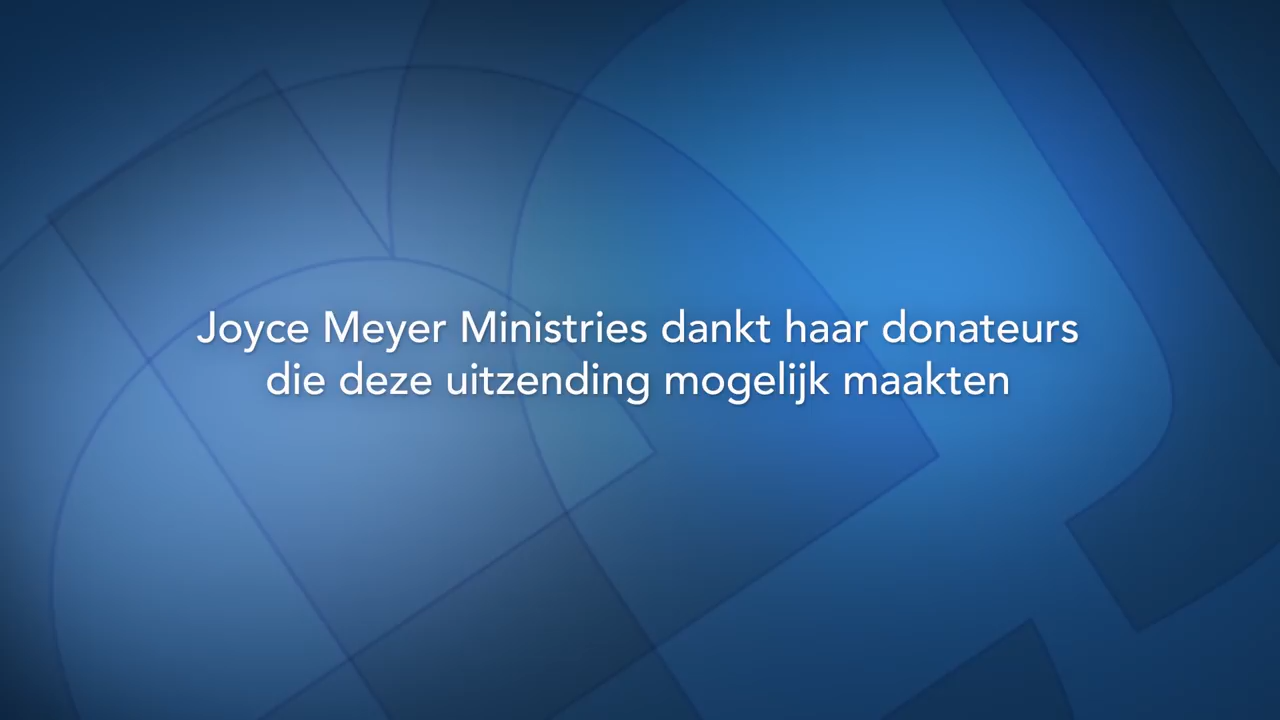 Joyce Meyer Ministries dankt haar donateurs
die deze uitzending mogelijk maakten